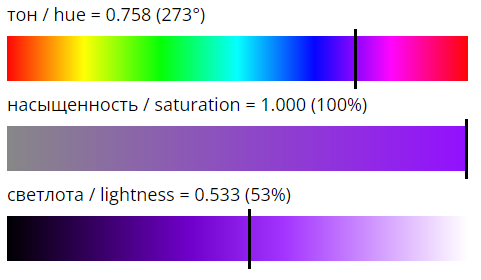 тон / hue = 0.758 (273°)
насыщенность / saturation = 1.000 (100%)
светлота / lightness = 0.533 (53%)